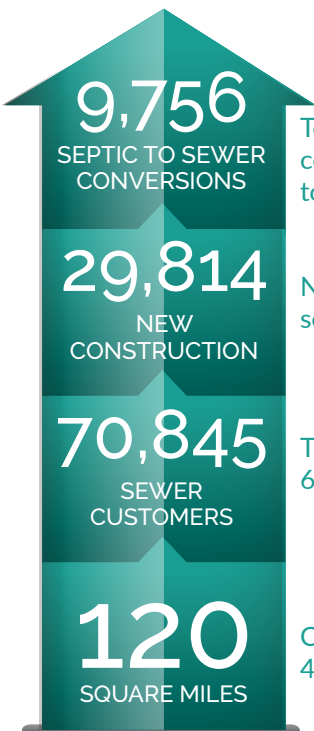 9,756
SEPTIC TO SEWER
CONVERSIONS
29,814
NEW
CONSTRUCTION
70,845
SEWER
CUSTOMERS
120
SQUARE MILES